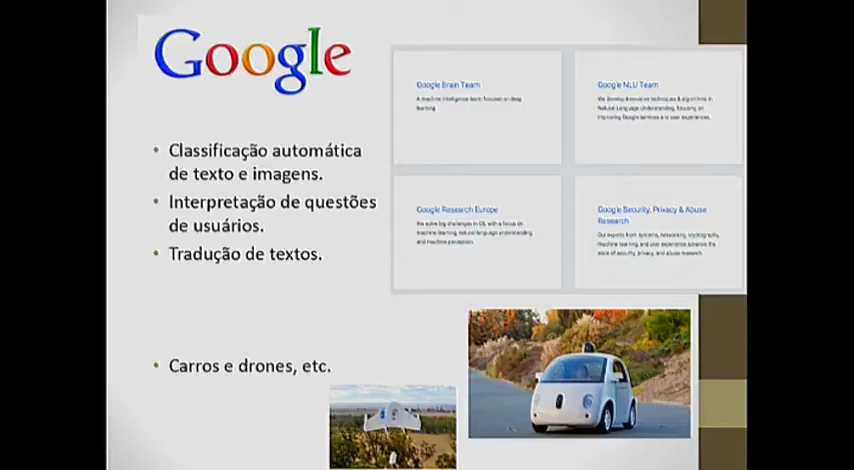 Google
• Classificação automática
de texto e imagens.
• Interpretação de questões
de usuários.
• Tradução de textos.
• Carros e drones, etc.
Google Brain Team
A machine intelligence team focused on deep
learning.
Google NLU Team
We develop innovative techniques & algorithms in
Natural Language Understanding, focusing on
improving Google services and user experiences.
Google Research Europe
We solve big challenges in CS, with a focus on
machine learning, natural language understanding
and machine perception.
Google Security, Privacy & Abuse
Research
Our experts from systems, networking, cryptography,
machine learning, and user experience advance the
state of security, privacy, and abuse research.